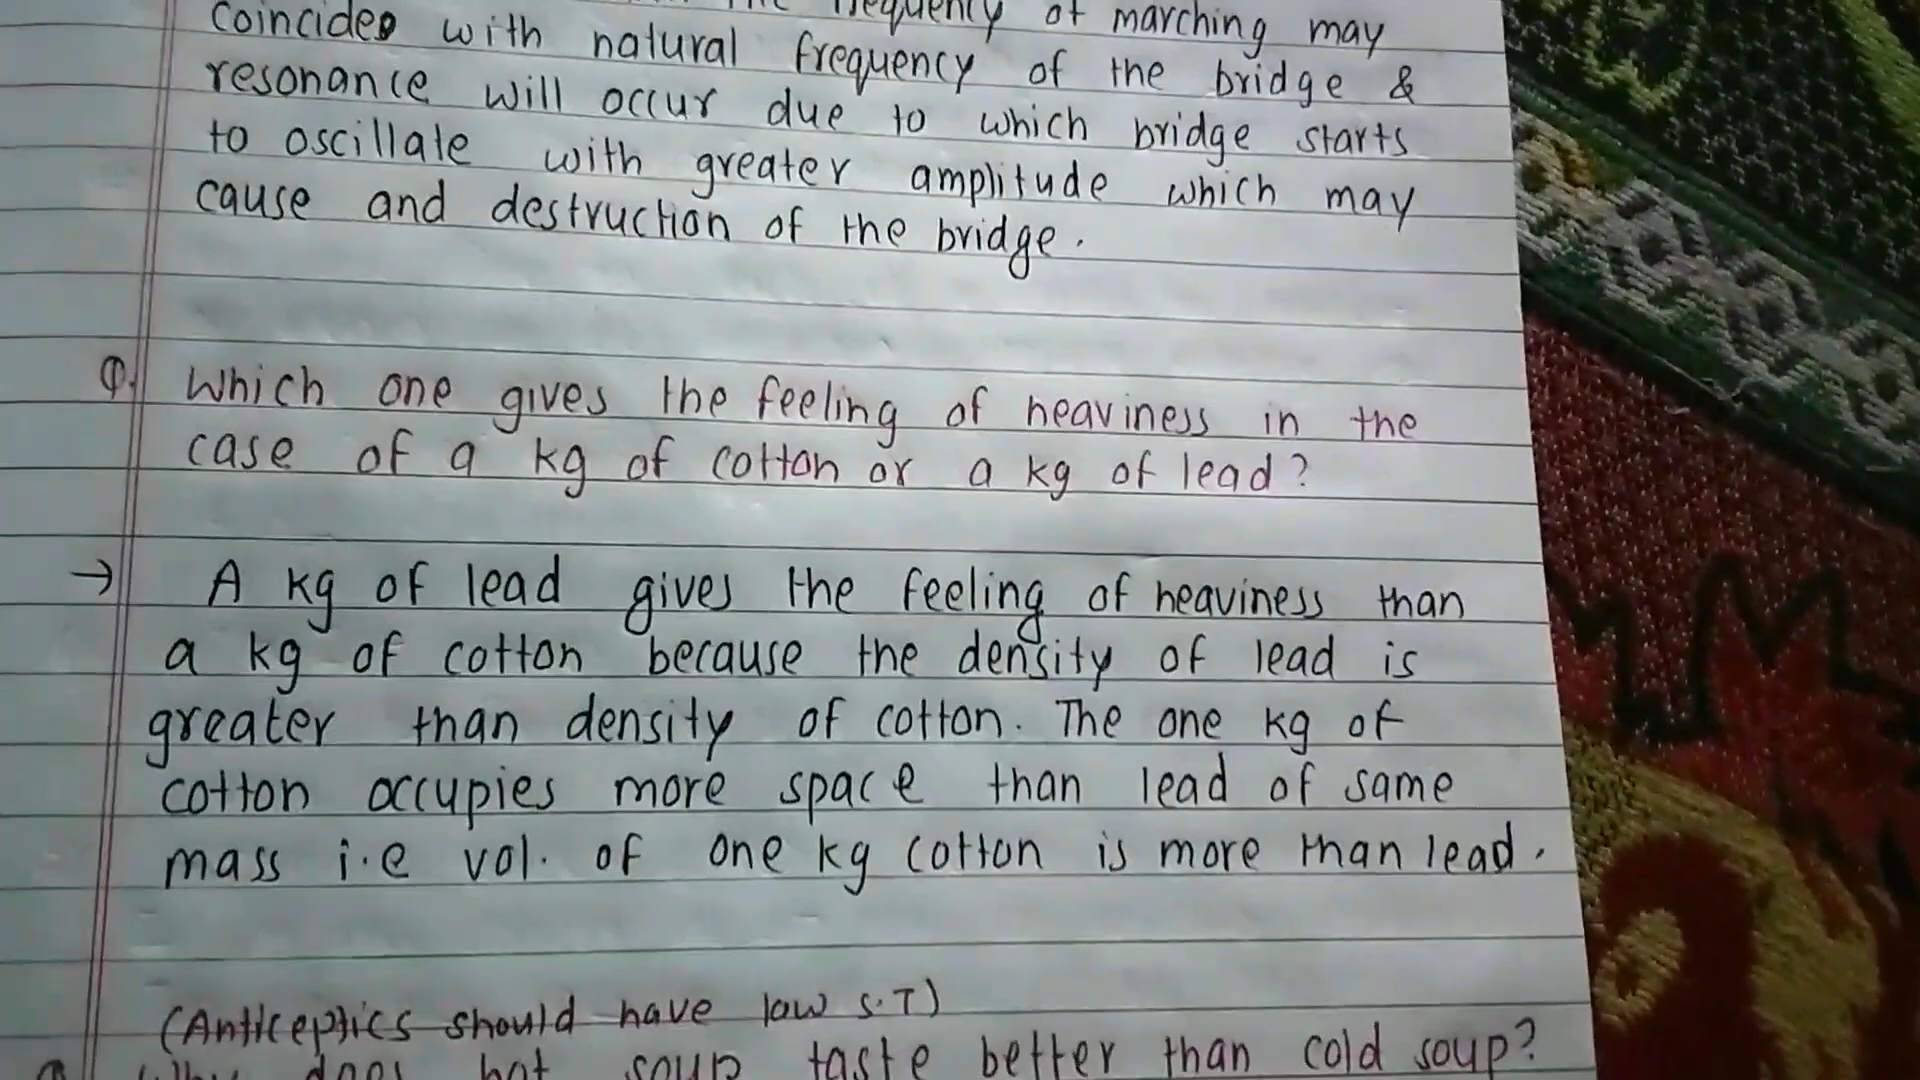 frequency of marching may
coincides with natural frequency of the bridge &
resonance will occur due to which bridge starts
to oscillate with greater amplitude which may
cause and destruction of the bridge.
Q. Which one gives the feeling of heaviness in the
case of a kg of cotton or a kg of lead?
→ A kg of lead gives the feeling of heaviness than
a kg of cotton because the density of lead is
greater than density of cotton. The one kg of
cotton occupies more space than lead of same
mass i.e vol. of one kg cotton is more than lead.
(Anticeptics should have low S.T)
Q Why does hot soup taste better than cold soup?